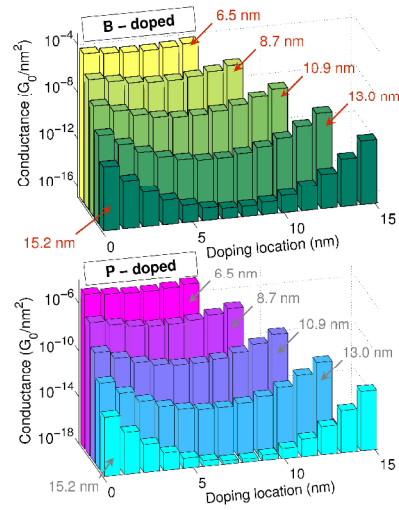 B – doped
6.5 nm
8.7 nm
10.9 nm
13.0 nm
15.2 nm
Conductance (G₀/nm²)
10⁻⁴
10⁻⁸
10⁻¹²
10⁻¹⁶
0
5
10
15
Doping location (nm)
P – doped
6.5 nm
8.7 nm
10.9 nm
13.0 nm
15.2 nm
Conductance (G₀/nm²)
10⁻⁶
10⁻¹⁰
10⁻¹⁴
10⁻¹⁸
0
5
10
15
Doping location (nm)